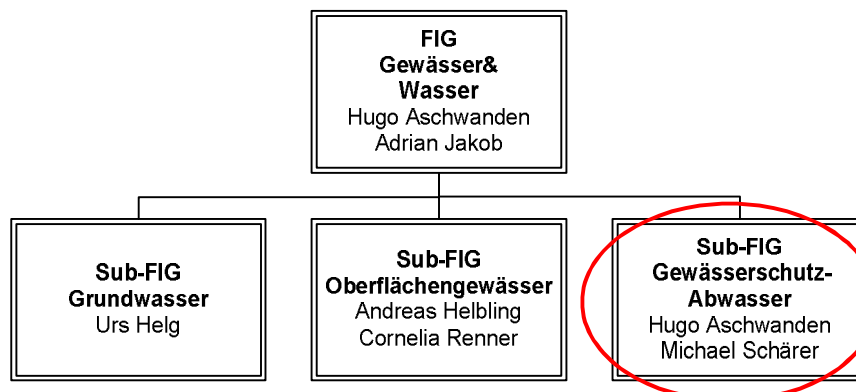 FIG
Gewässer&
Wasser
Hugo Aschwanden
Adrian Jakob
Sub-FIG
Grundwasser
Urs Helg
Sub-FIG
Oberflächengewässer
Andreas Helbling
Cornelia Renner
Sub-FIG
Gewässerschutz-
Abwasser
Hugo Aschwanden
Michael Schärer